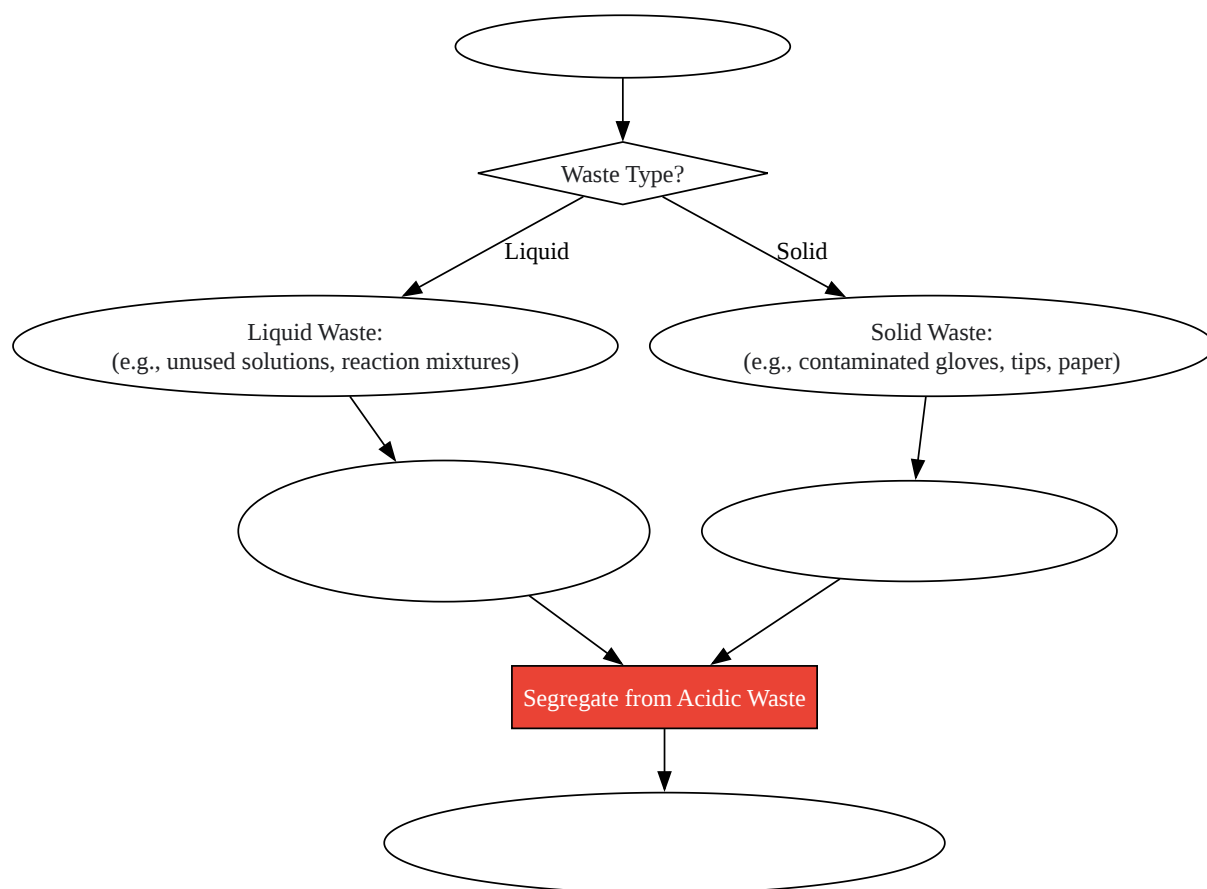 Waste Type?
Liquid
Solid
Liquid Waste:
(e.g., unused solutions, reaction mixtures)
Solid Waste:
(e.g., contaminated gloves, tips, paper)
Segregate from Acidic Waste